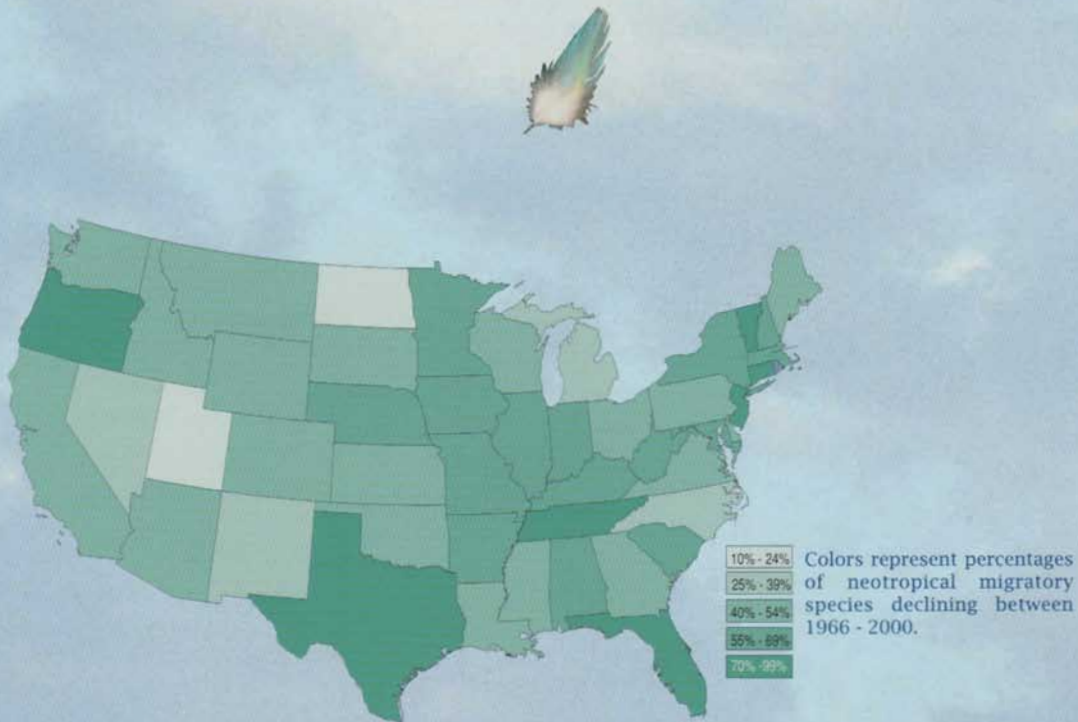 10% - 24%
25% - 39%
40% - 54%
55% - 69%
70% -99%
Colors represent percentages
of neotropical migratory
species declining between
1966 - 2000.